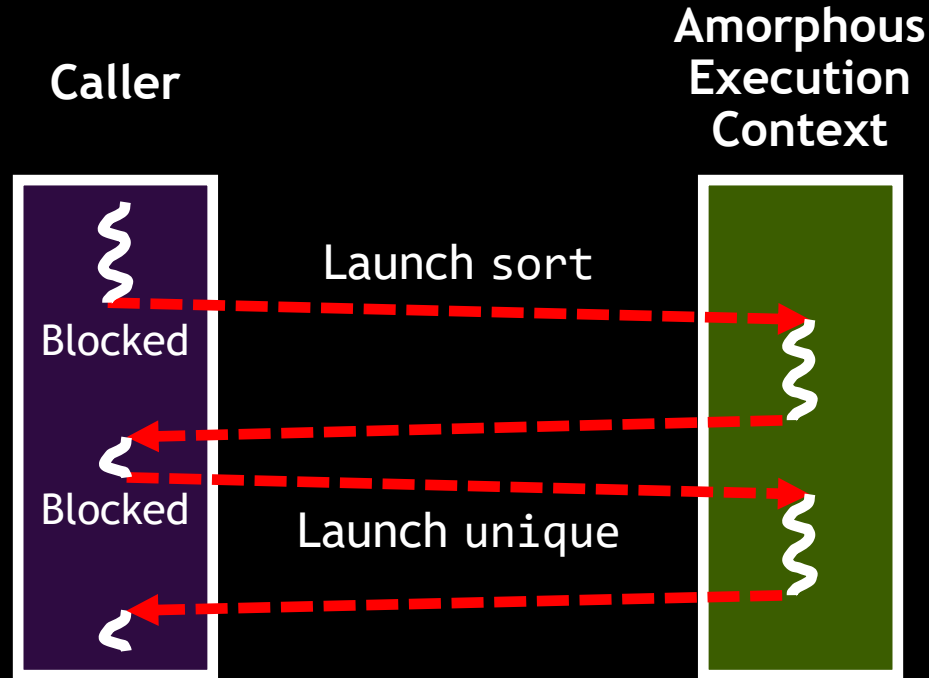 Caller
Amorphous
Execution
Context
Launch sort
Blocked
Blocked
Launch unique